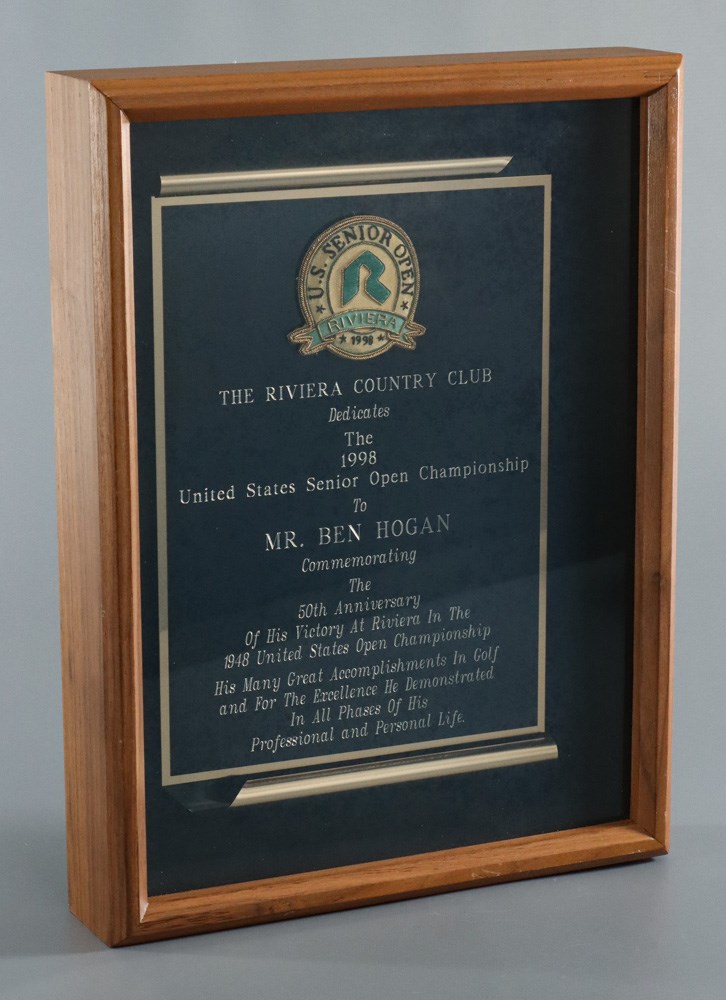 U.S. SENIOR OPEN
R
RIVIERA
★ 1998 ★
THE RIVIERA COUNTRY CLUB
Dedicates
The
1998
United States Senior Open Championship
To
MR. BEN HOGAN
Commemorating
The
50th Anniversary
Of His Victory At Riviera In The
1948 United States Open Championship
His Many Great Accomplishments In Golf
and For The Excellence He Demonstrated
In All Phases Of His
Professional and Personal Life.